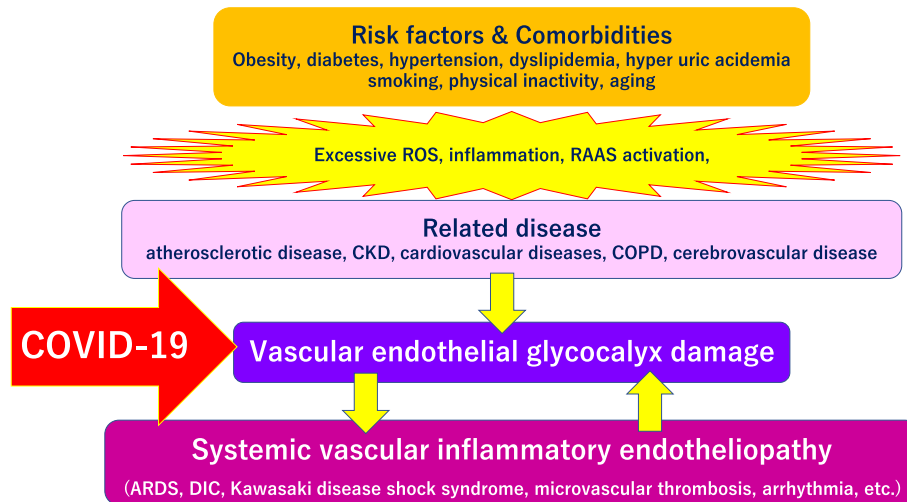 Risk factors & Comorbidities
Obesity, diabetes, hypertension, dyslipidemia, hyper uric acidemia
smoking, physical inactivity, aging
Excessive ROS, inflammation, RAAS activation,
Related disease
atherosclerotic disease, CKD, cardiovascular diseases, COPD, cerebrovascular disease
COVID-19
Vascular endothelial glycocalyx damage
Systemic vascular inflammatory endotheliopathy
(ARDS, DIC, Kawasaki disease shock syndrome, microvascular thrombosis, arrhythmia, etc.)